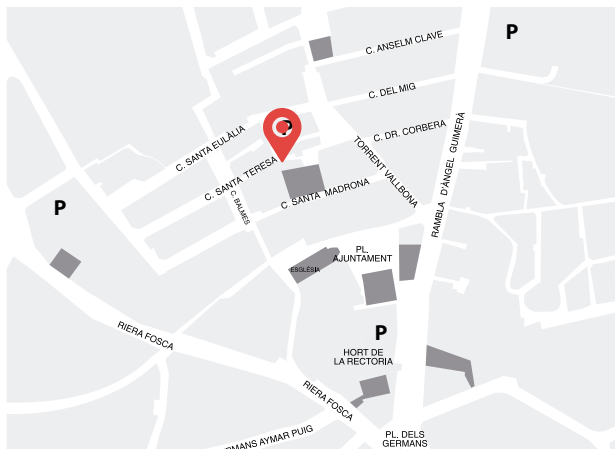 C. ANSELM CLAVE
P
C. DEL MIG
C. SANTA EULÀLIA
C. DR. CORBERA
C. SANTA TERESA
TORRENT VALLBONA
RAMBLA D'ÀNGEL GUIMERÀ
C. BALMES
C. SANTA MADRONA
P
PL.
AJUNTAMENT
ESGLÉSIA
RIERA FOSCA
P
HORT DE
LA RECTORIA
RIERA FOSCA
RMANS AYMAR PUIG
PL. DELS
GERMANS